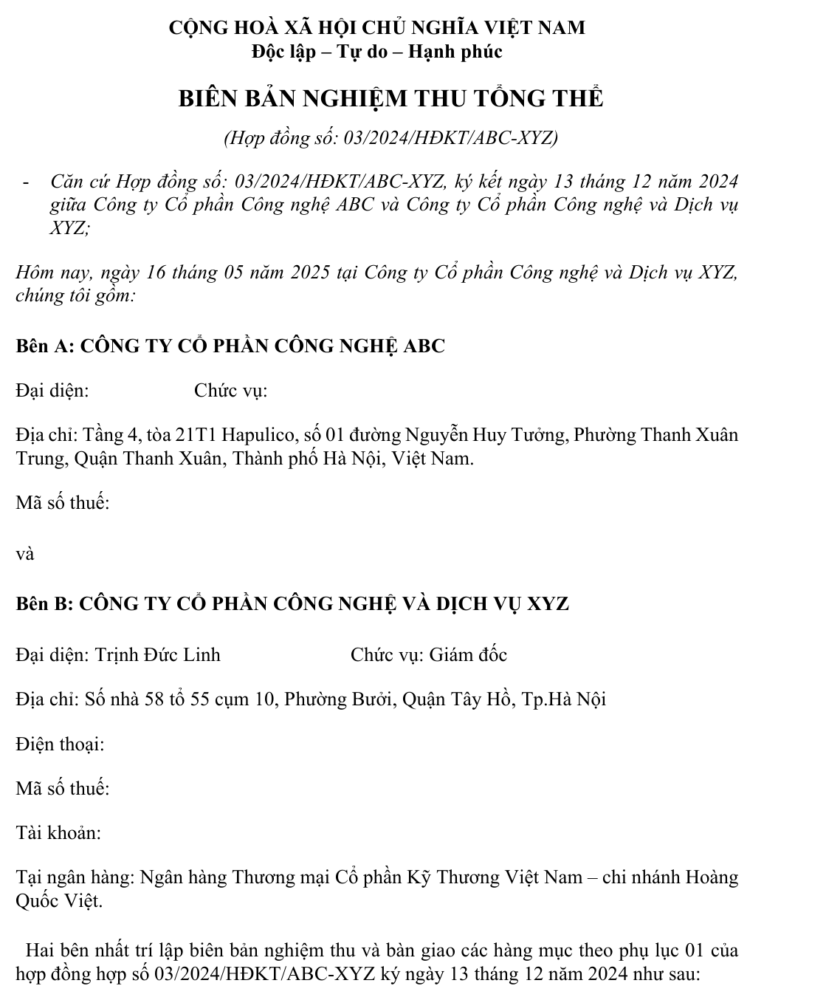 CỘNG HOÀ XÃ HỘI CHỦ NGHĨA VIỆT NAM
Độc lập – Tự do – Hạnh phúc
BIÊN BẢN NGHIỆM THU TỔNG THỂ
(Hợp đồng số: 03/2024/HĐKT/ABC-XYZ)
- Căn cứ Hợp đồng số: 03/2024/HĐKT/ABC-XYZ, ký kết ngày 13 tháng 12 năm 2024
giữa Công ty Cổ phần Công nghệ ABC và Công ty Cổ phần Công nghệ và Dịch vụ
XYZ;
Hôm nay, ngày 16 tháng 05 năm 2025 tại Công ty Cổ phần Công nghệ và Dịch vụ XYZ,
chúng tôi gồm:
Bên A: CÔNG TY CỔ PHẦN CÔNG NGHỆ ABC
Đại diện: Chức vụ:
Địa chỉ: Tầng 4, tòa 21T1 Hapulico, số 01 đường Nguyễn Huy Tưởng, Phường Thanh Xuân
Trung, Quận Thanh Xuân, Thành phố Hà Nội, Việt Nam.
Mã số thuế:
và
Bên B: CÔNG TY CỔ PHẦN CÔNG NGHỆ VÀ DỊCH VỤ XYZ
Đại diện: Trịnh Đức Linh Chức vụ: Giám đốc
Địa chỉ: Số nhà 58 tổ 55 cụm 10, Phường Bưởi, Quận Tây Hồ, Tp.Hà Nội
Điện thoại:
Mã số thuế:
Tài khoản:
Tại ngân hàng: Ngân hàng Thương mại Cổ phần Kỹ Thương Việt Nam – chi nhánh Hoàng
Quốc Việt.
Hai bên nhất trí lập biên bản nghiệm thu và bàn giao các hàng mục theo phụ lục 01 của
hợp đồng hợp số 03/2024/HĐKT/ABC-XYZ ký ngày 13 tháng 12 năm 2024 như sau: